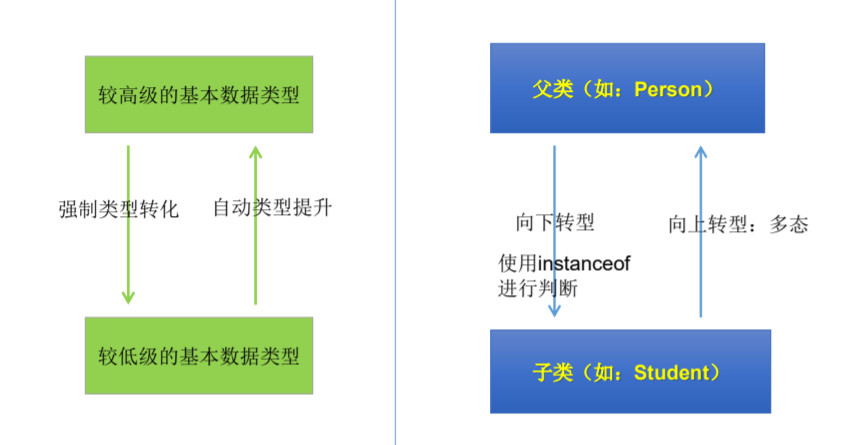 较高级的基本数据类型
强制类型转化
自动类型提升
较低级的基本数据类型
父类（如：Person）
向下转型
使用instanceof
进行判断
向上转型：多态
子类（如：Student）